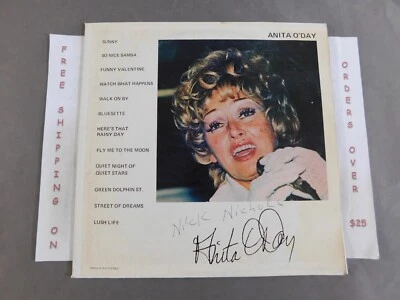 ANITA O'DAY
SUNNY
SO NICE SAMBA
FUNNY VALENTINE
WATCH WHAT HAPPENS
WALK ON BY
BLUESETTE
HERE'S THAT
RAINY DAY
FLY ME TO THE MOON
QUIET NIGHT OF
QUIET STARS
GREEN DOLPHIN ST.
STREET OF DREAMS
LUSH LIFE
Nick Nichols
Anita O'Day
FREE SHIPPING ON
ORDERS OVER
$25